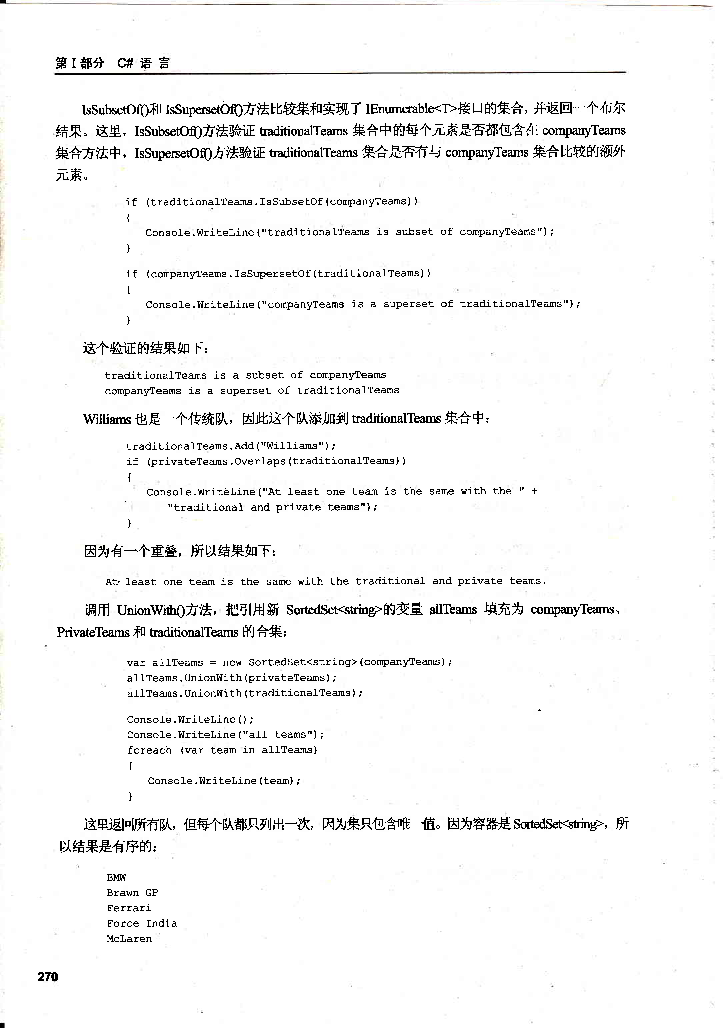 第 I 部分 C# 语 言
IsSubsetOf()和 IsSupersetOf()方法比较集和实现了 IEnumerable<T>接口的集合，并返回一个布尔
结果。这里，IsSubsetOf()方法验证 traditionalTeams 集合中的每个元素是否都包含在 companyTeams
集合方法中，IsSupersetOf()方法验证 traditionalTeams 集合是否有与 companyTeams 集合比较的额外
元素。
if (traditionalTeams.IsSubsetOf(companyTeams))
{
Console.WriteLine("traditionalTeams is subset of companyTeams");
}
if (companyTeams.IsSupersetOf(traditionalTeams))
{
Console.WriteLine("companyTeams is a superset of traditionalTeams");
}
这个验证的结果如下：
traditionalTeams is a subset of companyTeams
companyTeams is a superset of traditionalTeams
Williams 也是一个传统队，因此这个队添加到 traditionalTeams 集合中：
traditionalTeams.Add("Williams");
if (privateTeams.Overlaps(traditionalTeams))
{
Console.WriteLine("At least one team is the same with the " +
"traditional and private teams");
}
因为有一个重叠，所以结果如下：
At least one team is the same with the traditional and private teams.
调用 UnionWith()方法，把引用新 SortedSet<string>的变量 allTeams 填充为 companyTeams、
PrivateTeams 和 traditionalTeams 的合集：
var allTeams = new SortedSet<string>(companyTeams);
allTeams.UnionWith(privateTeams);
allTeams.UnionWith(traditionalTeams);
Console.WriteLine();
Console.WriteLine("all teams");
foreach (var team in allTeams)
{
Console.WriteLine(team);
}
这里返回所有队，但每个队都只列出一次，因为集只包含唯一值。因为容器是 SortedSet<string>，所
以结果是有序的：
BMW
Brawn GP
Ferrari
Force India
McLaren
270